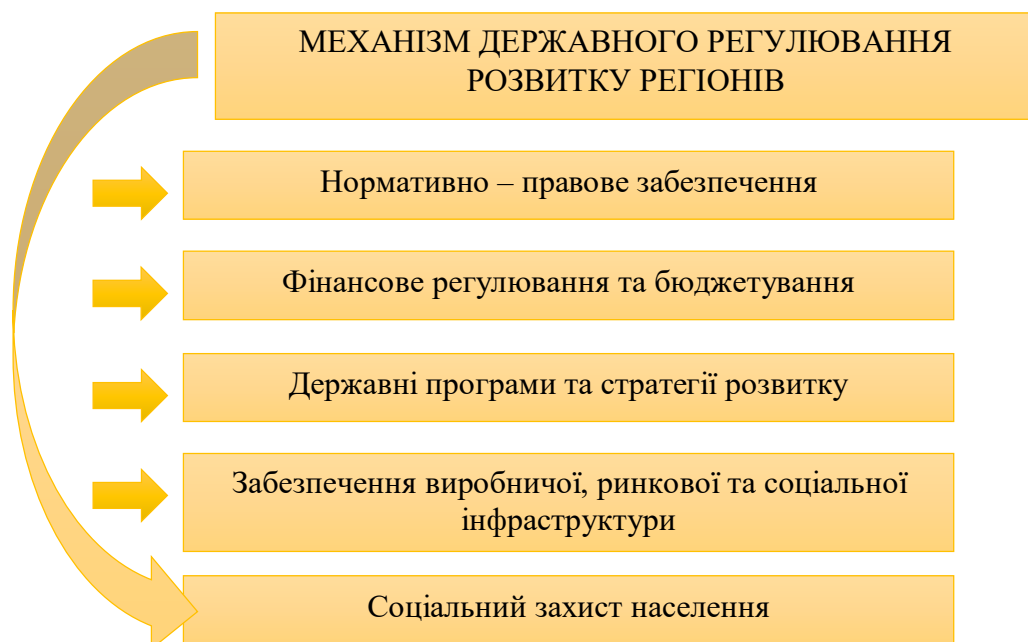 МЕХАНІЗМ ДЕРЖАВНОГО РЕГУЛЮВАННЯ
РОЗВИТКУ РЕГІОНІВ
Нормативно – правове забезпечення
Фінансове регулювання та бюджетування
Державні програми та стратегії розвитку
Забезпечення виробничої, ринкової та соціальної
інфраструктури
Соціальний захист населення